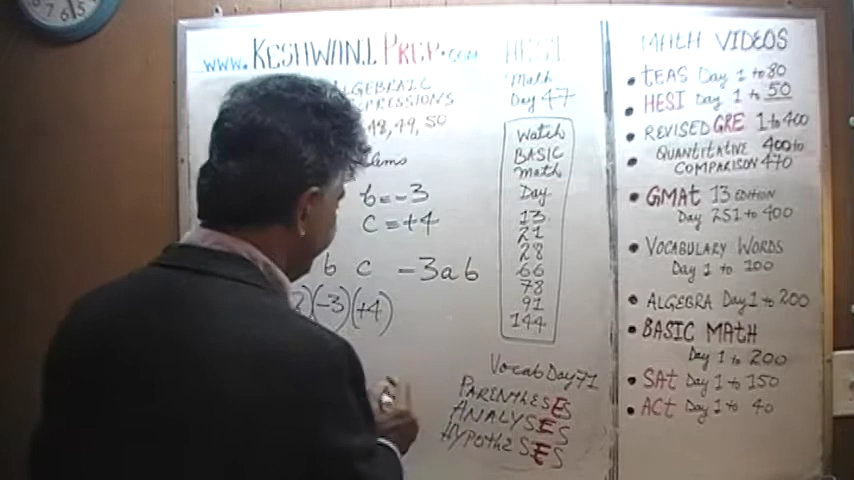 www. KESHWANI PREP.com
ALGEBRAIC
EXPRESSIONS
48, 49, 50
b = -3
c = +4
b c -3ab
2)(-3)(+4)
HESI
Math
Day 47
Watch
BASIC
Math
Day
13
21
28
66
78
91
144
Vocab Day 71
PARENTHESES
ANALYSES
HYPOTHESES
MATH VIDEOS
• TEAS Day 1 to 80
• HESI Day 1 to 50
• REVISED GRE 1 to 400
• QUANTITATIVE 400 to
COMPARISON 470
• GMAT 13 EDITION
Day 251 to 400
• VOCABULARY WORDS
Day 1 to 100
• ALGEBRA Day 1 to 200
• BASIC MATH
Day 1 to 200
• SAT Day 1 to 150
• ACT Day 1 to 40